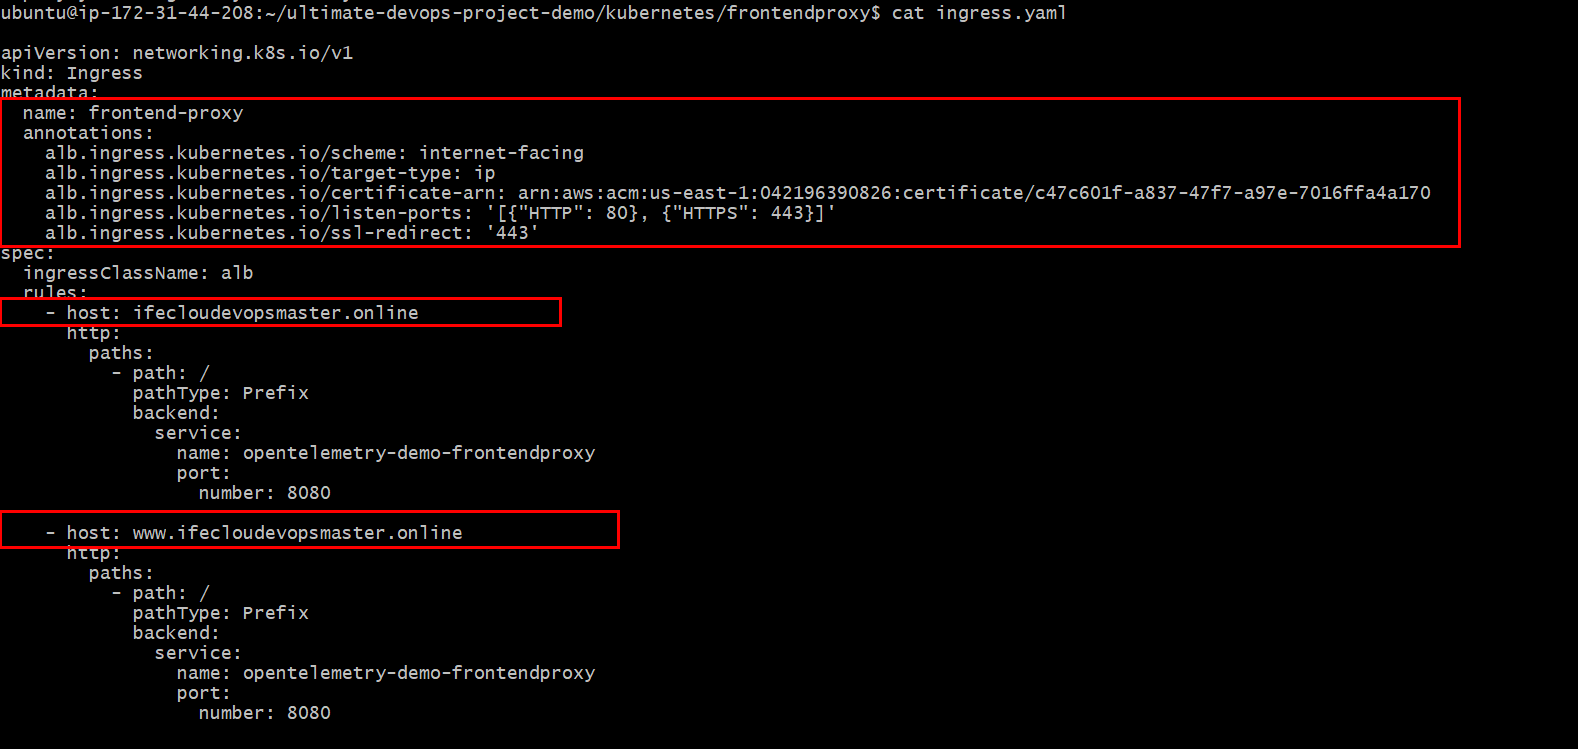 ubuntu@ip-172-31-44-208:~/ultimate-devops-project-demo/kubernetes/frontendproxy$ cat ingress.yaml
apiVersion: networking.k8s.io/v1
kind: Ingress
metadata:
  name: frontend-proxy
  annotations:
    alb.ingress.kubernetes.io/scheme: internet-facing
    alb.ingress.kubernetes.io/target-type: ip
    alb.ingress.kubernetes.io/certificate-arn: arn:aws:acm:us-east-1:042196390826:certificate/c47c601f-a837-47f7-a97e-7016ffa4a170
    alb.ingress.kubernetes.io/listen-ports: '[{"HTTP": 80}, {"HTTPS": 443}]'
    alb.ingress.kubernetes.io/ssl-redirect: '443'
spec:
  ingressClassName: alb
  rules:
    - host: ifecloudevopsmaster.online
      http:
        paths:
          - path: /
            pathType: Prefix
            backend:
              service:
                name: opentelemetry-demo-frontendproxy
                port:
                  number: 8080
    - host: www.ifecloudevopsmaster.online
      http:
        paths:
          - path: /
            pathType: Prefix
            backend:
              service:
                name: opentelemetry-demo-frontendproxy
                port:
                  number: 8080